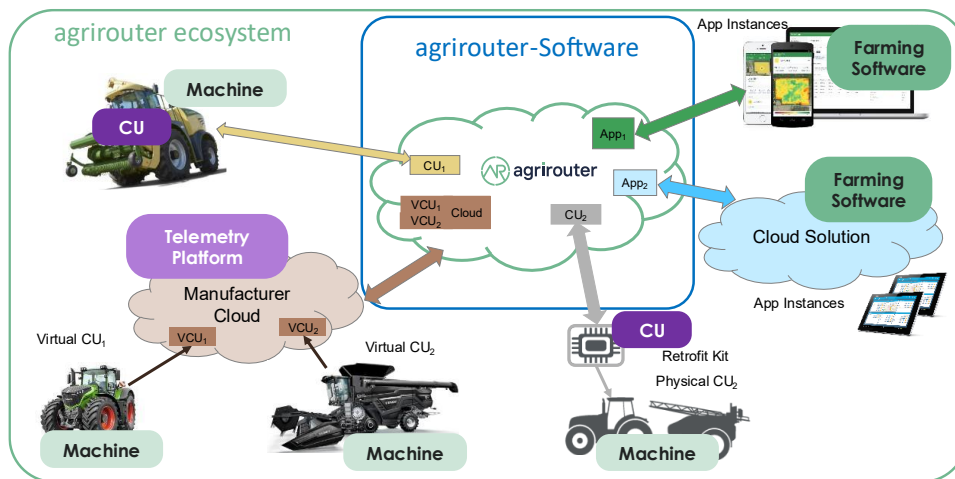 agrirouter ecosystem
agrirouter-Software
App Instances
Farming
Software
Machine
CU
App₁
CU₁
AR agrirouter
App₂
VCU₁
VCU₂
Cloud
CU₂
Farming
Software
Cloud Solution
App Instances
Telemetry
Platform
Manufacturer
Cloud
VCU₁
VCU₂
Virtual CU₁
Virtual CU₂
CU
Retrofit Kit
Physical CU₂
Machine
Machine
Machine